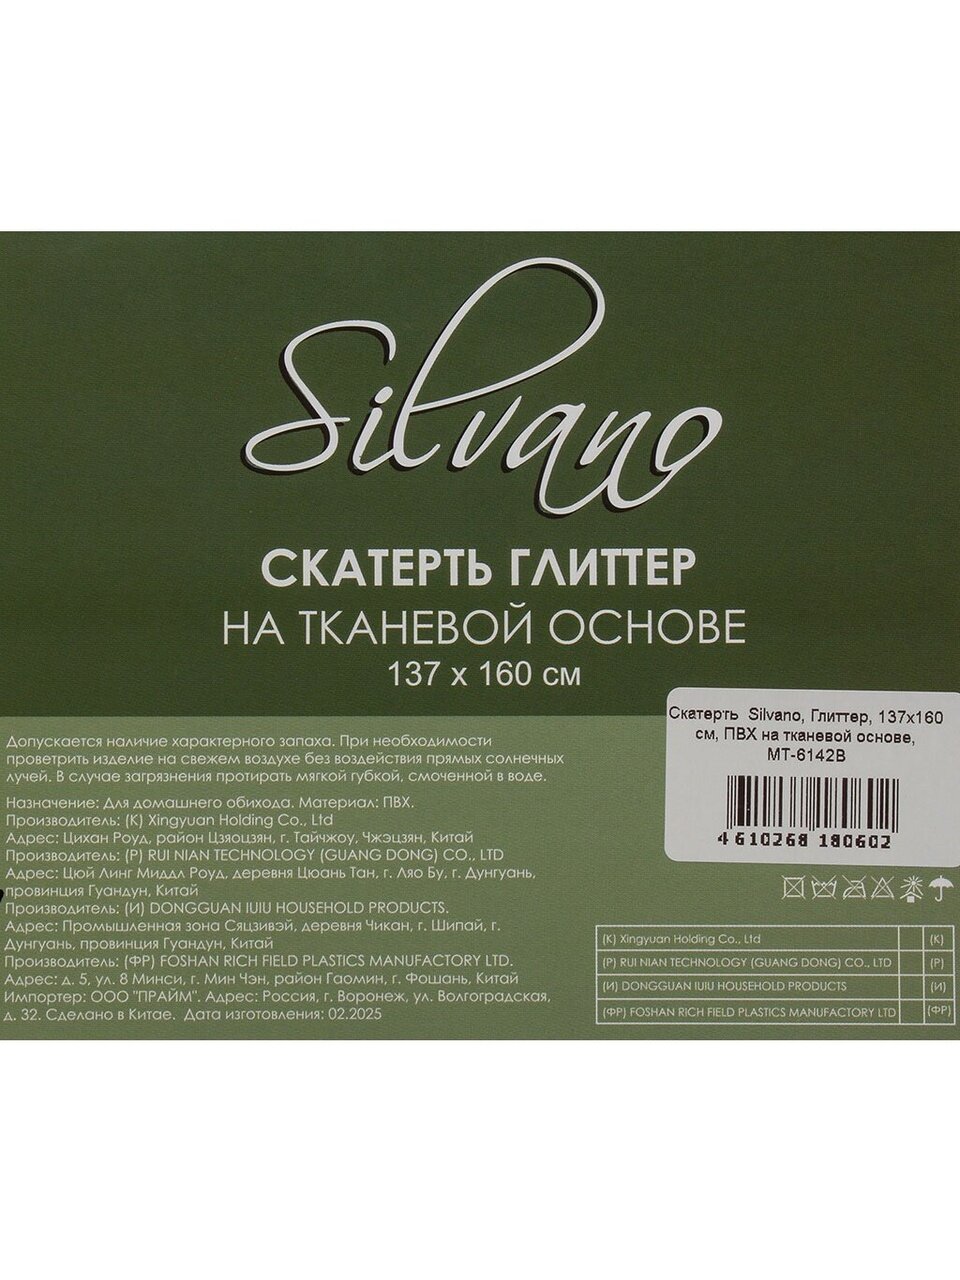 Silvano
СКАТЕРТЬ ГЛИТТЕР
НА ТКАНЕВОЙ ОСНОВЕ
137 х 160 см
Скатерть Silvano, Глиттер, 137х160
см, ПВХ на тканевой основе,
МТ-6142В
4 610268 180602
Допускается наличие характерного запаха. При необходимости
проветрить изделие на свежем воздухе без воздействия прямых солнечных
лучей. В случае загрязнения протирать мягкой губкой, смоченной в воде.
Назначение: Для домашнего обихода. Материал: ПВХ.
Производитель: (К) Xingyuan Holding Co., Ltd
Адрес: Цихан Роуд, район Цзяоцзян, г. Тайчжоу, Чжэцзян, Китай
Производитель: (Р) RUI NIAN TECHNOLOGY (GUANG DONG) CO., LTD
Адрес: Цюй Линг Миддл Роуд, деревня Цюань Тан, г. Ляо Бу, г. Дунгуань,
провинция Гуандун, Китай
Производитель: (И) DONGGUAN IUIU HOUSEHOLD PRODUCTS.
Адрес: Промышленная зона Сяцзивэй, деревня Чикан, г. Шипай, г.
Дунгуань, провинция Гуандун, Китай
Производитель: (ФР) FOSHAN RICH FIELD PLASTICS MANUFACTORY LTD.
Адрес: д. 5, ул. 8 Минси, г. Мин Чэн, район Гаомин, г. Фошань, Китай
Импортер: ООО "ПРАЙМ". Адрес: Россия, г. Воронеж, ул. Волгоградская,
д. 32. Сделано в Китае. Дата изготовления: 02.2025
(К) Xingyuan Holding Co., Ltd (К)
(Р) RUI NIAN TECHNOLOGY (GUANG DONG) CO., LTD (Р)
(И) DONGGUAN IUIU HOUSEHOLD PRODUCTS (И)
(ФР) FOSHAN RICH FIELD PLASTICS MANUFACTORY LTD (ФР)